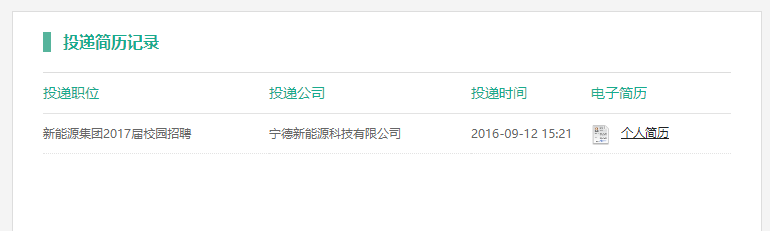 投递简历记录
投递职位 投递公司 投递时间 电子简历
新能源集团2017届校园招聘 宁德新能源科技有限公司 2016-09-12 15:21 个人简历